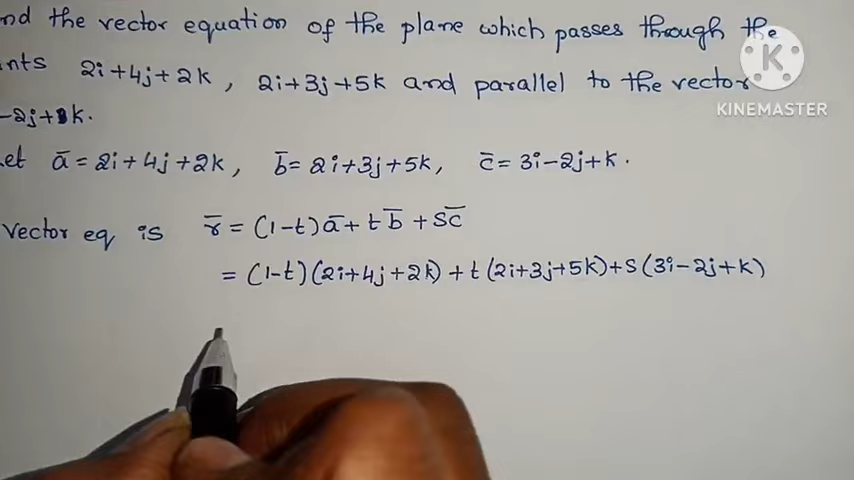 nd the vector equation of the plane which passes through the
nts 2i+4j+2k, 2i+3j+5k and parallel to the vector
-2j+k.
et a̅ = 2i+4j+2k, b̅ = 2i+3j+5k, c̅ = 3i-2j+k.
vector eq is r̅ = (1-t)a̅ + t b̅ + s c̅
= (1-t)(2i+4j+2k) + t(2i+3j+5k) + s(3i-2j+k)
K
KINEMASTER